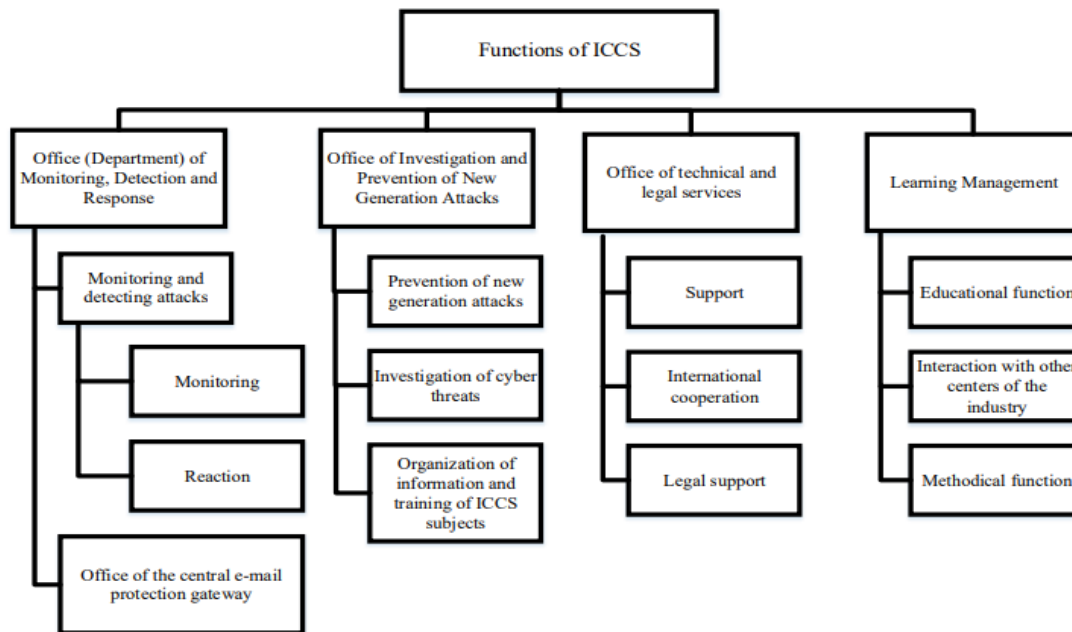 Functions of ICCS
Office (Department) of
Monitoring, Detection and
Response
Monitoring and
detecting attacks
Monitoring
Reaction
Office of the central e-mail
protection gateway
Office of Investigation and
Prevention of New
Generation Attacks
Prevention of new
generation attacks
Investigation of cyber
threats
Organization of
information and
training of ICCS
subjects
Office of technical and
legal services
Support
International
cooperation
Legal support
Learning Management
Educational function
Interaction with other
centers of the
industry
Methodical function